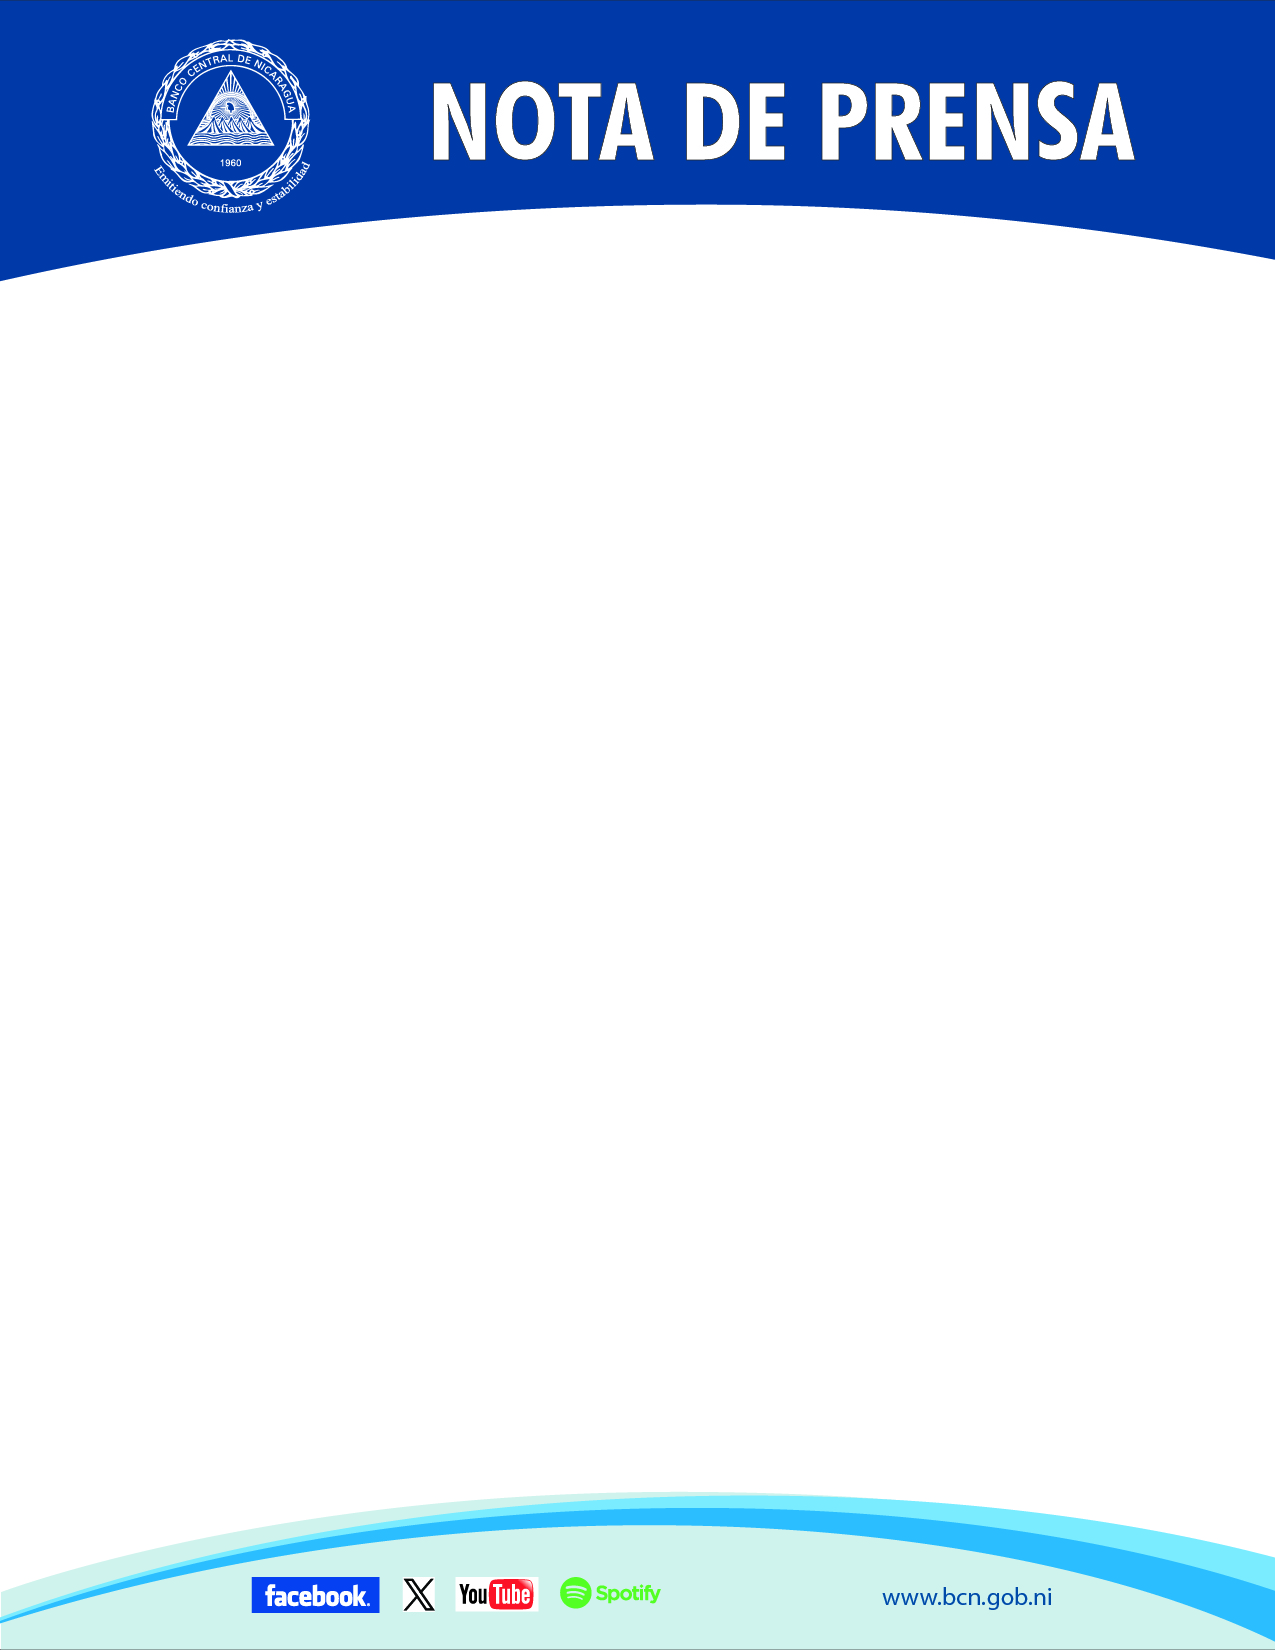 BANCO CENTRAL DE NICARAGUA
1960
Emitiendo confianza y estabilidad
NOTA DE PRENSA
facebook.
X
YouTube
Spotify
www.bcn.gob.ni